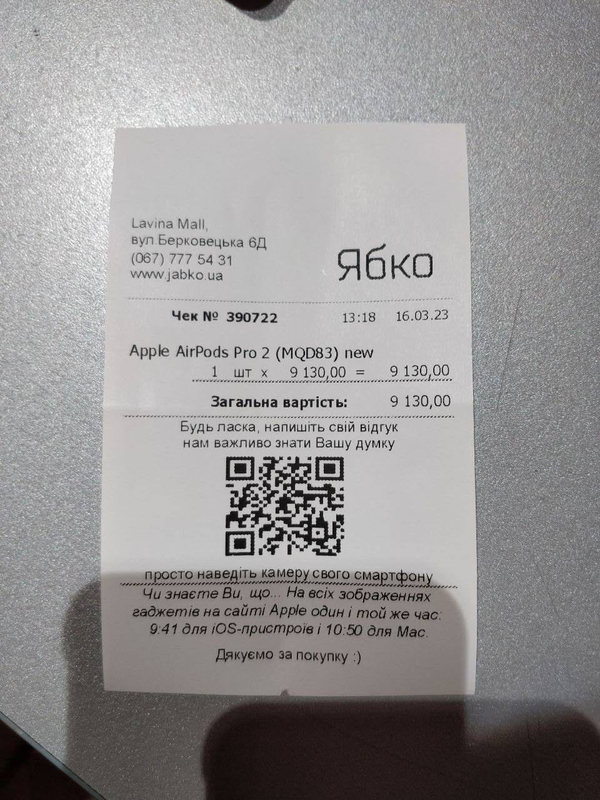 Lavina Mall,
вул.Берковецька 6Д
(067) 777 54 31
www.jabko.ua
Ябко
Чек № 390722 13:18 16.03.23
Apple AirPods Pro 2 (MQD83) new
1 шт x 9 130,00 = 9 130,00
Загальна вартість: 9 130,00
Будь ласка, напишіть свій відгук
нам важливо знати Вашу думку
просто наведіть камеру свого смартфону
Чи знаєте Ви, що... На всіх зображеннях
гаджетів на сайті Apple один і той же час:
9:41 для iOS-пристроїв і 10:50 для Mac.
Дякуємо за покупку :)